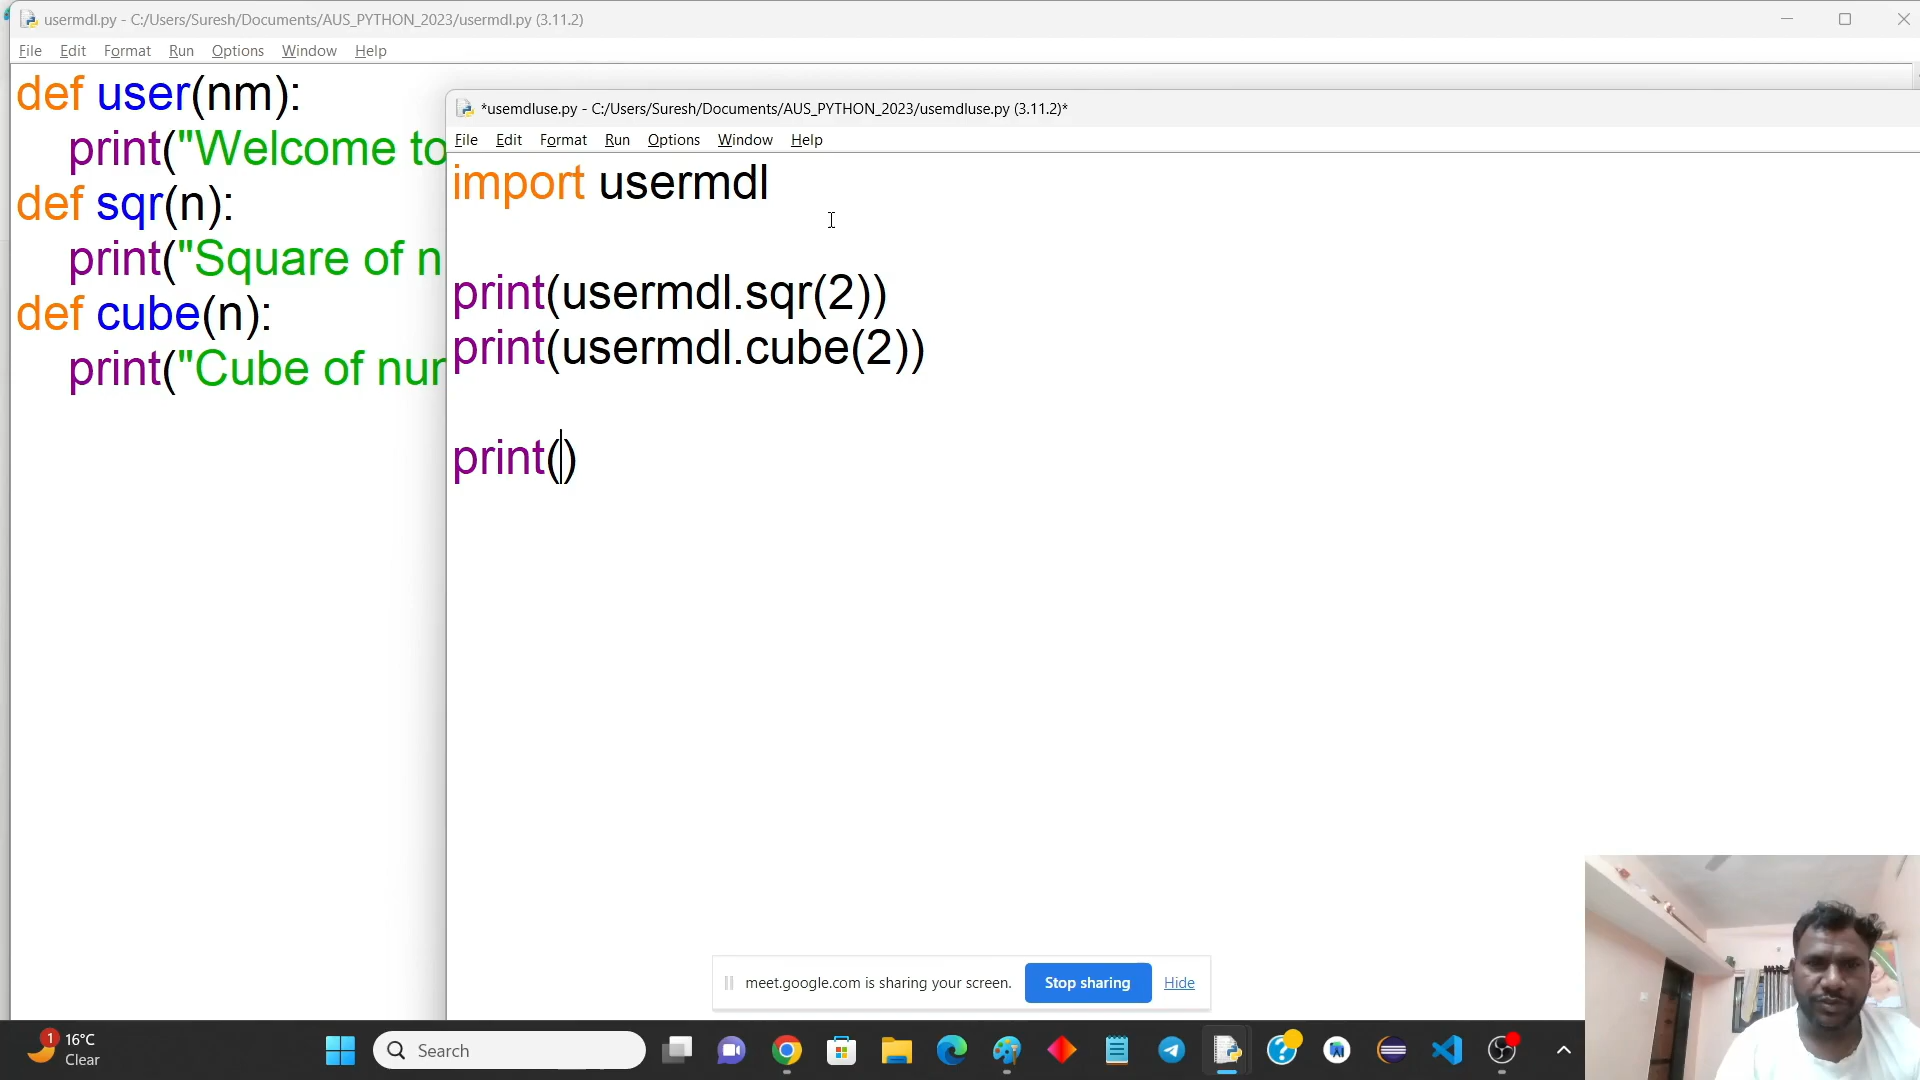 usermdl.py - C:/Users/Suresh/Documents/AUS_PYTHON_2023/usermdl.py (3.11.2)
File Edit Format Run Options Window Help
def user(nm):
print("Welcome to
def sqr(n):
print("Square of n
def cube(n):
print("Cube of nur
*usemdluse.py - C:/Users/Suresh/Documents/AUS_PYTHON_2023/usemdluse.py (3.11.2)*
File Edit Format Run Options Window Help
import usermdl
print(usermdl.sqr(2))
print(usermdl.cube(2))
print()
meet.google.com is sharing your screen. Stop sharing Hide
1 16°C
Clear
Search